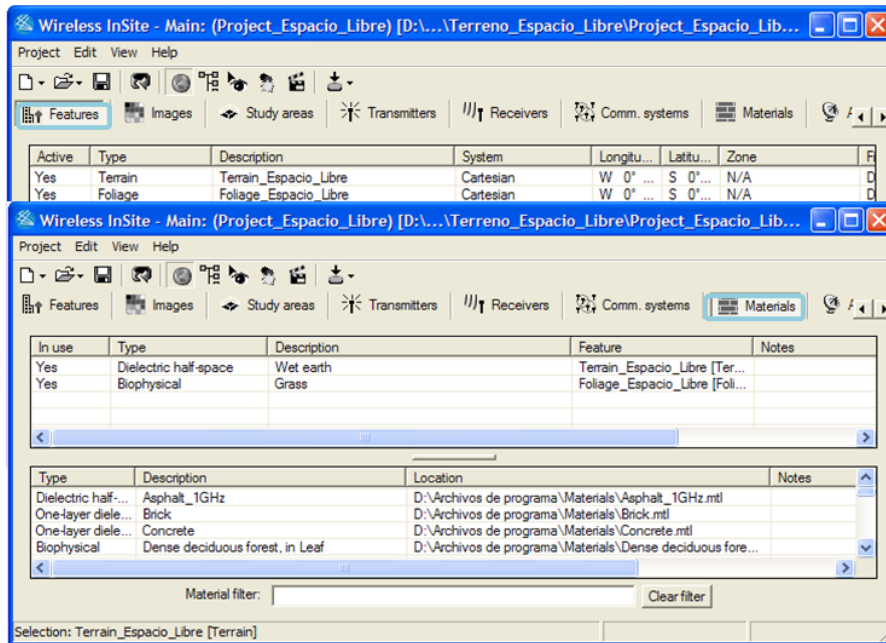 Wireless InSite - Main: (Project_Espacio_Libre) [D:\...\Terreno_Espacio_Libre\Project_Espacio_Lib...
Project Edit View Help
Features Images Study areas Transmitters Receivers Comm. systems Materials
Active Type Description System Longitu... Latitu... Zone
Yes Terrain Terrain_Espacio_Libre Cartesian W 0° ... S 0°... N/A D
Yes Foliage Foliage_Espacio_Libre Cartesian W 0° ... S 0°... N/A D
Wireless InSite - Main: (Project_Espacio_Libre) [D:\...\Terreno_Espacio_Libre\Project_Espacio_Lib...
Project Edit View Help
Features Images Study areas Transmitters Receivers Comm. systems Materials
In use Type Description Feature Notes
Yes Dielectric half-space Wet earth Terrain_Espacio_Libre [Ter...
Yes Biophysical Grass Foliage_Espacio_Libre [Foli...
Type Description Location Notes
Dielectric half-... Asphalt_1GHz D:\Archivos de programa\Materials\Asphalt_1GHz.mtl
One-layer diele... Brick D:\Archivos de programa\Materials\Brick.mtl
One-layer diele... Concrete D:\Archivos de programa\Materials\Concrete.mtl
Biophysical Dense deciduous forest, in Leaf D:\Archivos de programa\Materials\Dense deciduous fore...
Material filter: Clear filter
Selection: Terrain_Espacio_Libre [Terrain]